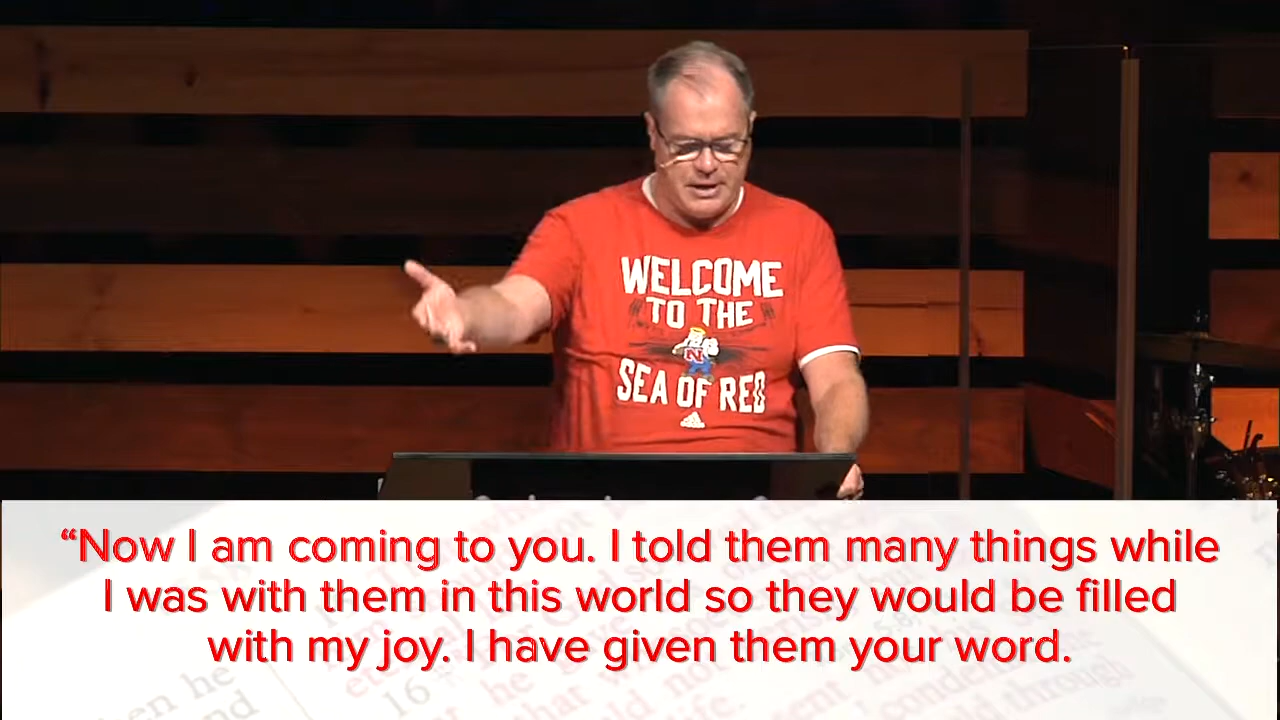 WELCOME
TO THE
N
SEA OF RED
“Now I am coming to you. I told them many things while
I was with them in this world so they would be filled
with my joy. I have given them your word.
16